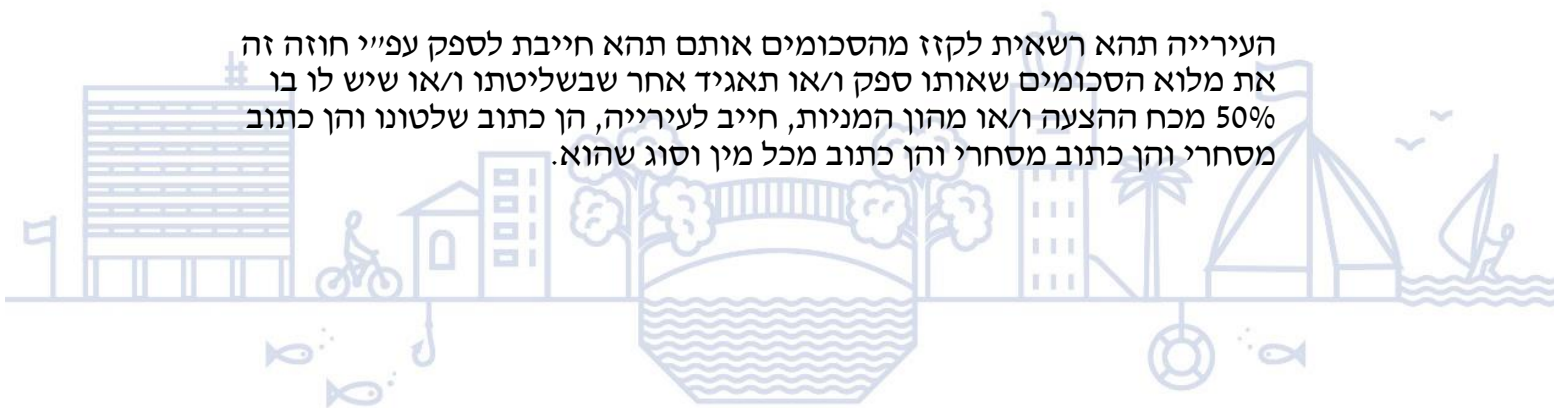 העירייה תהא רשאית לקזז מהסכומים אותם תהא חייבת לספק עפ״י חוזה זה
את מלוא הסכומים שאותו ספק ו/או תאגיד אחר שבשליטתו ו/או שיש לו בו
50% מכח ההצעה ו/או מהון המניות, חייב לעירייה, הן כתוב שלטונו והן כתוב
מסחרי והן כתוב מסחרי והן כתוב מכל מין וסוג שהוא.